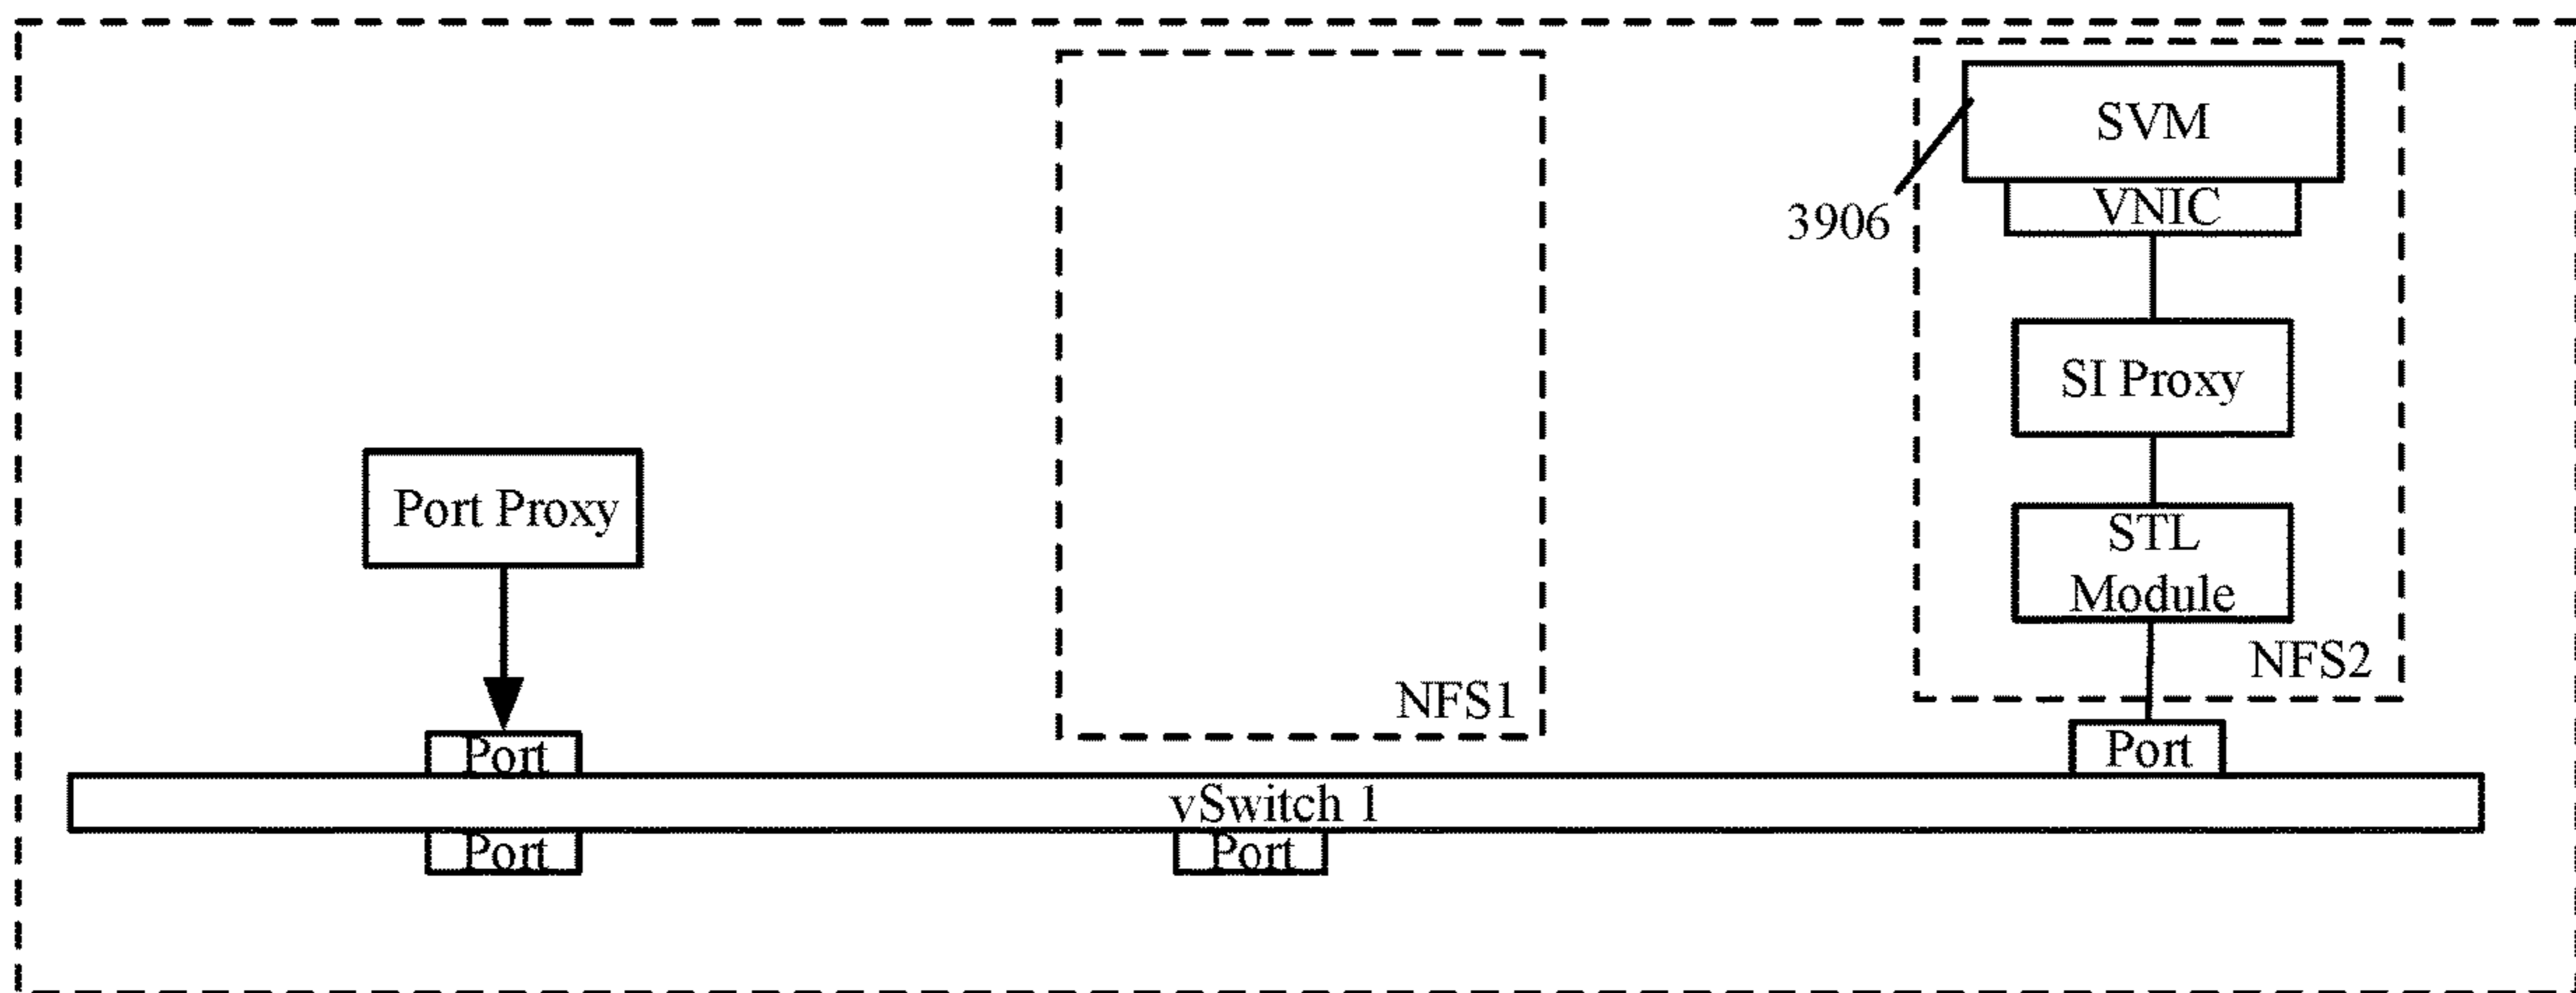 SVM
VNIC
3906
SI Proxy
Port Proxy
STL
Module
NFS2
NFS1
Port
Port
vSwitch 1
Port
Port